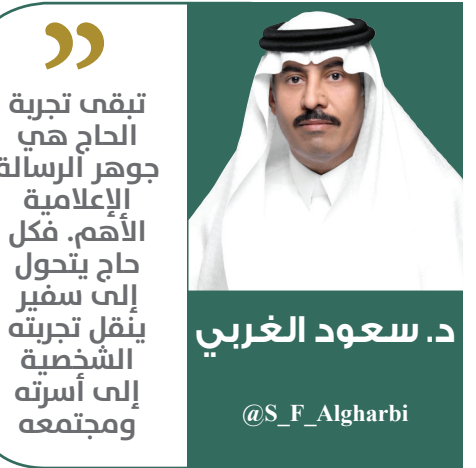 تبقى تجربة
الحاج هي
جوهر الرسالة
الإعلامية
الأهم. فكل
حاج يتحول
إلى سفير
ينقل تجربته
الشخصية
إلى أسرته
ومجتمعه
د. سعود الغربي
@S_F_Algharbi